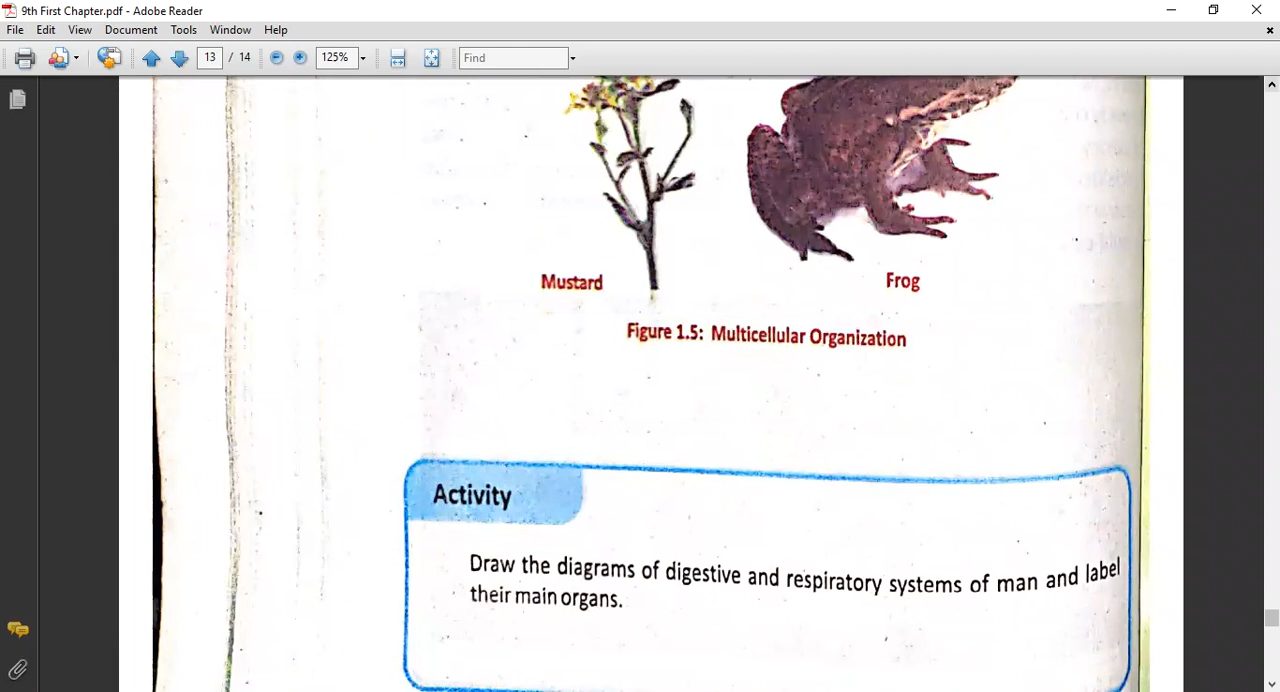 9th First Chapter.pdf - Adobe Reader
File Edit View Document Tools Window Help
13 / 14 125% Find
Mustard
Frog
Figure 1.5: Multicellular Organization
Activity
Draw the diagrams of digestive and respiratory systems of man and label
their main organs.